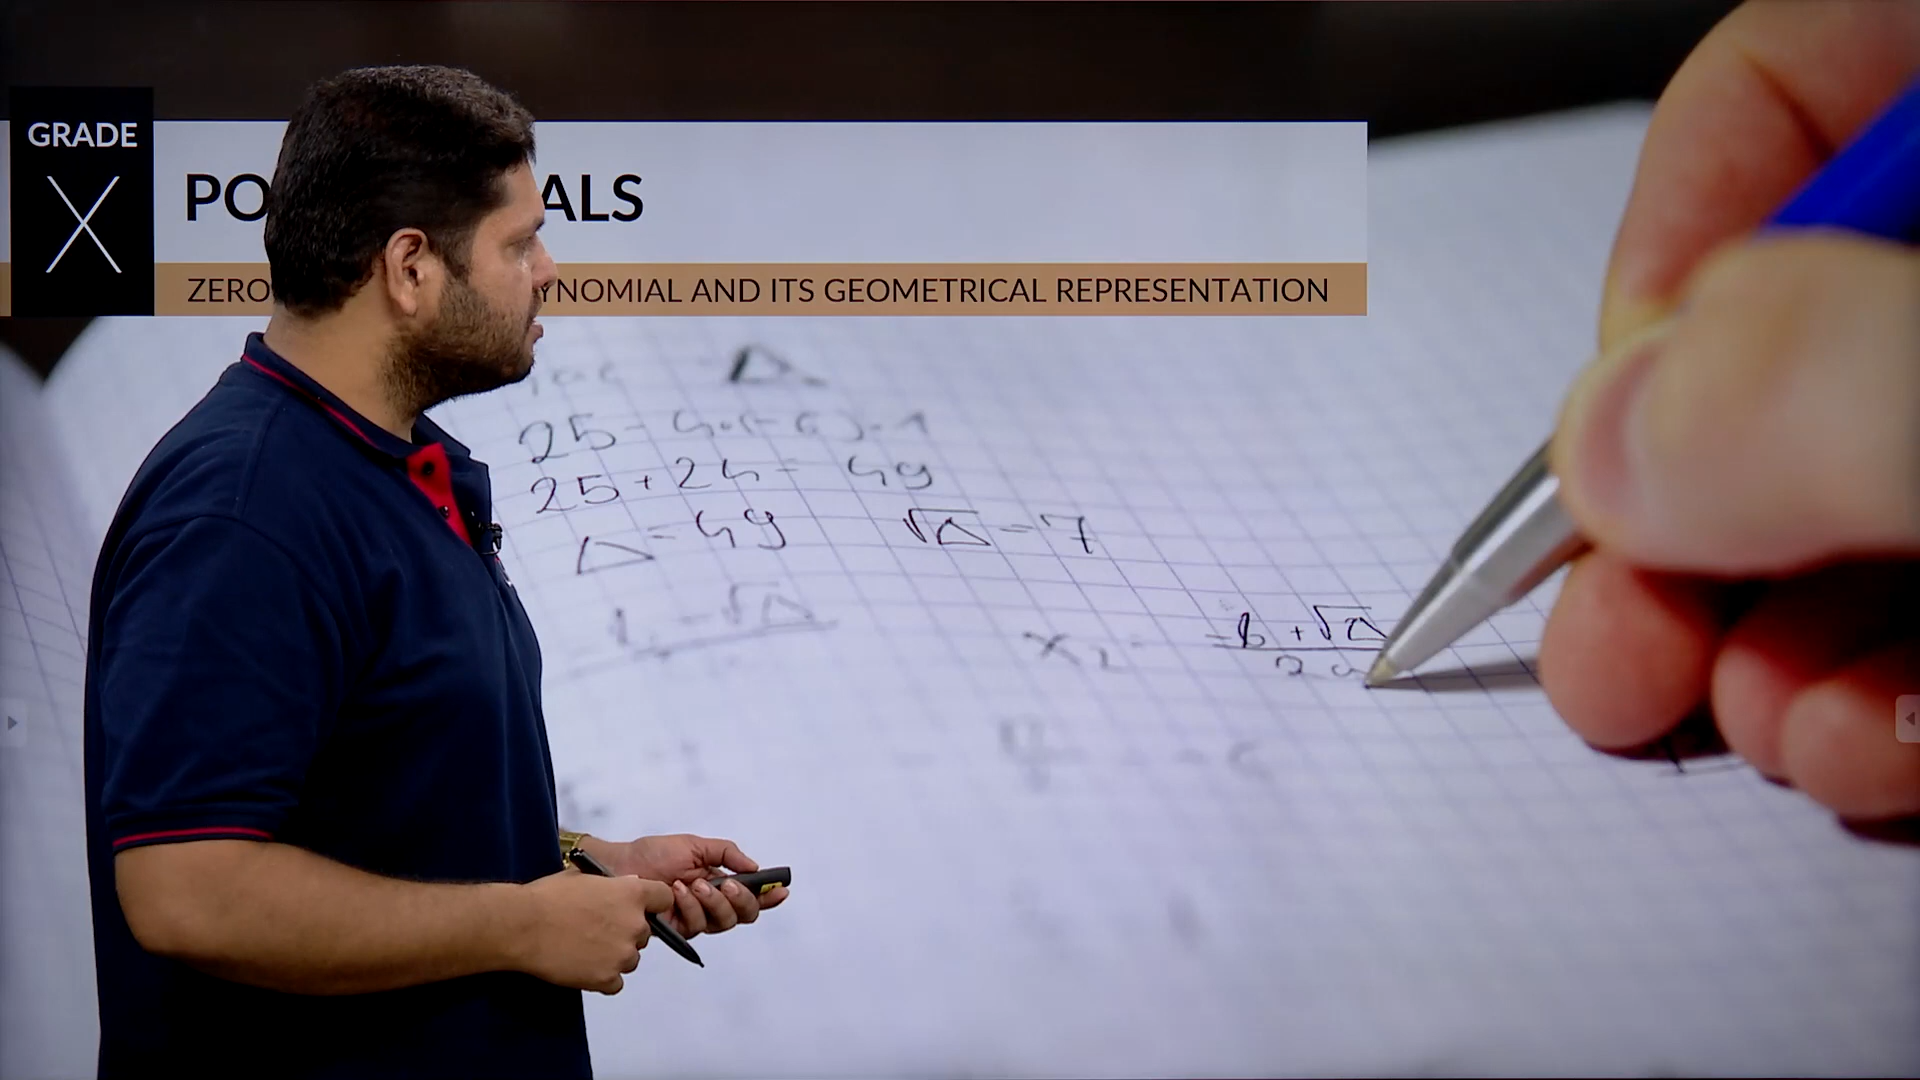 GRADE
X
PO ALS
ZERO YNOMIAL AND ITS GEOMETRICAL REPRESENTATION
Δ
25-4·(-6)·1
25+24= 49
Δ=49 √Δ=7
-√Δ
x₂= -b+√Δ
2a